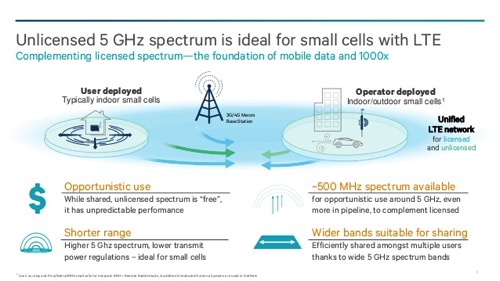 Unlicensed 5 GHz spectrum is ideal for small cells with LTE
Complementing licensed spectrum—the foundation of mobile data and 1000x
User deployed
Typically indoor small cells
3G/4G Macro
Base Station
Operator deployed
Indoor/outdoor small cells¹
Unified
LTE network
for licensed
and unlicensed
Opportunistic use
While shared, unlicensed spectrum is “free”,
it has unpredictable performance
~500 MHz spectrum available
for opportunistic use around 5 GHz, even
more in pipeline, to complement licensed
Shorter range
Higher 5 Ghz spectrum, lower transmit
power regulations – ideal for small cells
Wider bands suitable for sharing
Efficiently shared amongst multiple users
thanks to wide 5 GHz spectrum bands